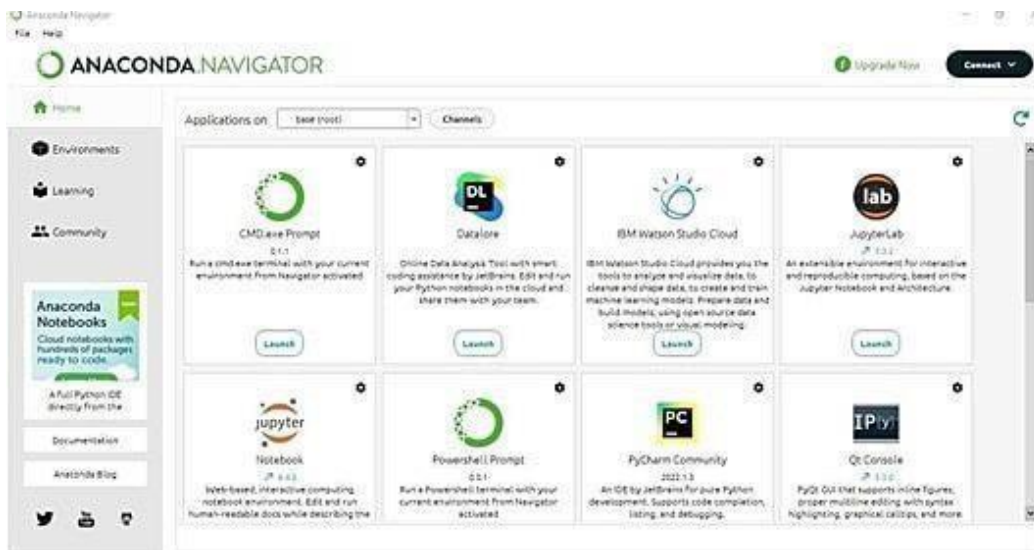 Anaconda Navigator
File Help
ANACONDA.NAVIGATOR
Upgrade Now
Connect
Home
Environments
Learning
Community
Anaconda
Notebooks
Cloud notebooks with
hundreds of packages
ready to code.
A full Python IDE
directly from the
Documentation
Anaconda Blog
Applications on
base (root)
Channels
CMD.exe Prompt
0.1.1
Run a cmd.exe terminal with your current
environment from Navigator activated
Launch
DL
Datalore
Online Data Analysis Tool with smart
coding assistance by JetBrains. Edit and run
your Python notebooks in the cloud and
share them with your team.
Launch
IBM Watson Studio Cloud
IBM Watson Studio Cloud provides you the
tools to analyze and visualize data, to
cleanse and shape data, to create and train
machine learning models. Prepare data and
build models, using open source data
science tools or visual modeling.
Launch
lab
JupyterLab
An extensible environment for interactive
and reproducible computing, based on the
Jupyter Notebook and Architecture.
Launch
jupyter
Notebook
Web-based, interactive computing
notebook environment. Edit and run
human-readable docs while describing the
Powershell Prompt
0.0.1
Run a Powershell terminal with your
current environment from Navigator
activated
PC
PyCharm Community
2022.1.3
An IDE by JetBrains for pure Python
development. Supports code completion,
listing, and debugging.
IP[y]
Qt Console
PyQt GUI that supports inline figures,
proper multiline editing with syntax
highlighting, graphical calltips, and more.